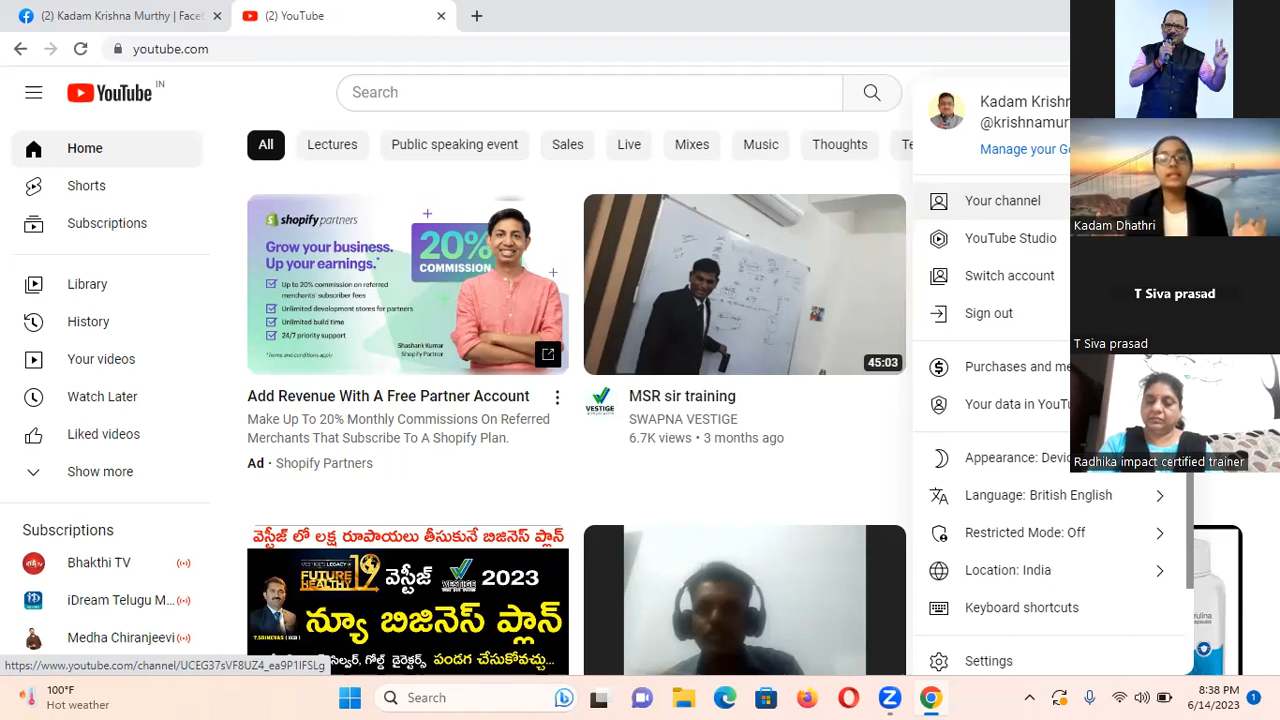 (2) Kadam Krishna Murthy | Face
(2) YouTube
youtube.com
YouTube IN
Search
All
Lectures
Public speaking event
Sales
Live
Mixes
Music
Thoughts
Home
Shorts
Subscriptions
Library
History
Your videos
Watch Later
Liked videos
Show more
Subscriptions
Bhakthi TV
iDream Telugu M...
Medha Chiranjeevi
shopify partners
Grow your business.
Up your earnings.*
Up to 20% commission on referred
merchants' subscriber fees
Unlimited development stores for partners
Unlimited build time
24/7 priority support
*Terms and conditions apply
20%
COMMISSION
Shashank Kumar
Shopify Partner
Add Revenue With A Free Partner Account
Make Up To 20% Monthly Commissions On Referred
Merchants That Subscribe To A Shopify Plan.
Ad · Shopify Partners
45:03
VESTIGE
MSR sir training
SWAPNA VESTIGE
6.7K views • 3 months ago
వెస్టీజ్ లో లక్ష రూపాయలు తీసుకునే బిజినెస్ ప్లాన్
FUTURE
HEALTHY
19
వెస్టీజ్
VESTIGE
2023
న్యూ బిజినెస్ ప్లాన్
గోల్డ్ డైరెక్టర్స్ పండగ చేసుకోవచ్చు...
Kadam Krishn
@krishnamur
Manage your Go
Your channel
YouTube Studio
Switch account
Sign out
Purchases and me
Your data in YouTu
Appearance: Devic
Language: British English
Restricted Mode: Off
Location: India
Keyboard shortcuts
Settings
Kadam Dhathri
T Siva prasad
T Siva prasad
Radhika impact certified trainer
https://www.youtube.com/channel/UCEG37sVF8UZ4_ea9P1IFSLg
100°F
Hot weather
Search
8:38 PM
6/14/2023
1